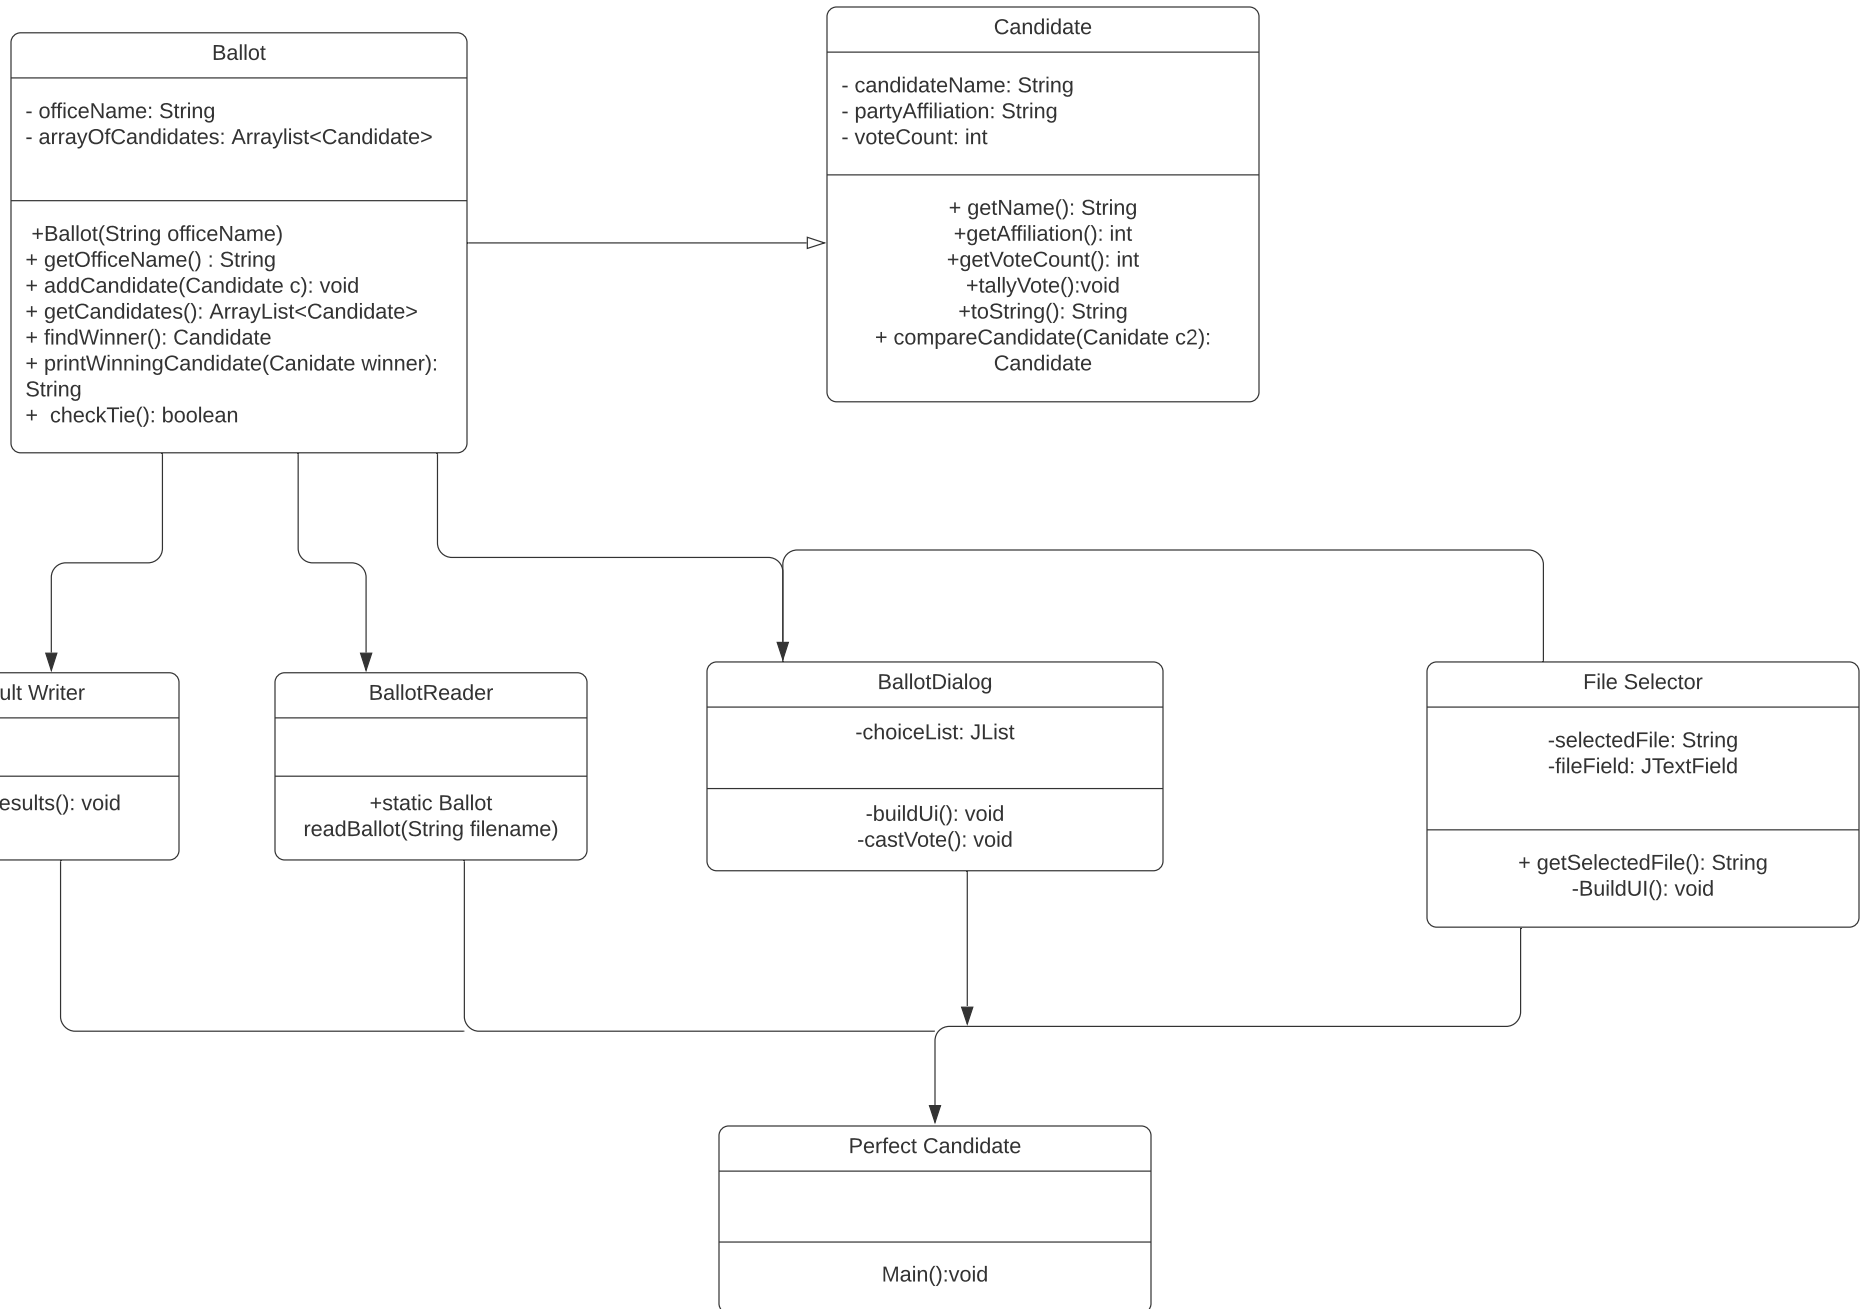 Ballot
- officeName: String
- arrayOfCandidates: Arraylist<Candidate>
+Ballot(String officeName)
+ getOfficeName() : String
+ addCandidate(Candidate c): void
+ getCandidates(): ArrayList<Candidate>
+ findWinner(): Candidate
+ printWinningCandidate(Canidate winner):
String
+  checkTie(): boolean
Candidate
- candidateName: String
- partyAffiliation: String
- voteCount: int
+ getName(): String
+getAffiliation(): int
+getVoteCount(): int
+tallyVote():void
+toString(): String
+ compareCandidate(Canidate c2):
Candidate
ult Writer
esults(): void
BallotReader
+static Ballot
readBallot(String filename)
BallotDialog
-choiceList: JList
-buildUi(): void
-castVote(): void
File Selector
-selectedFile: String
-fileField: JTextField
+ getSelectedFile(): String
-BuildUI(): void
Perfect Candidate
Main():void